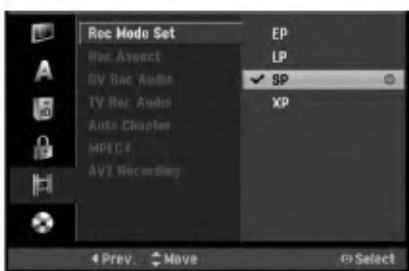 Rec Mode Set
Rec Aspect
DV Rec Audio
TV Rec Audio
Auto Chapter
MPEG4
AV2 Recording
EP
LP
SP
XP
A
Prev. Move Select